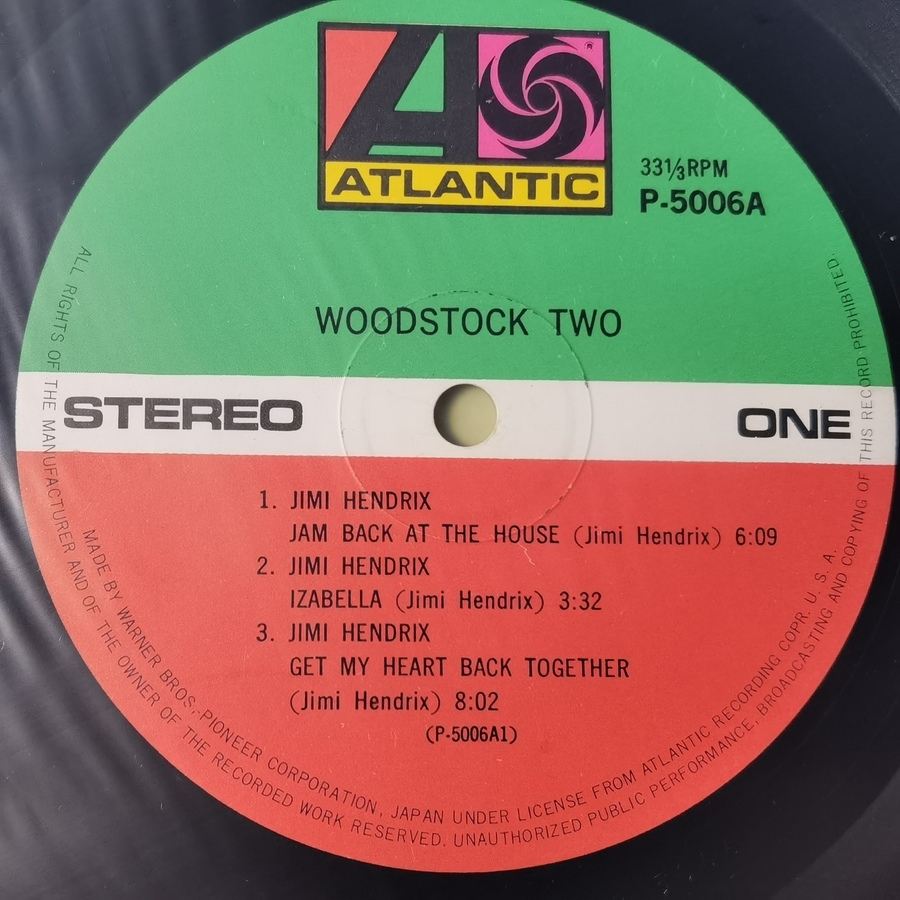 ATLANTIC
®
33⅓RPM
P-5006A
WOODSTOCK TWO
STEREO
ONE
1. JIMI HENDRIX
JAM BACK AT THE HOUSE (Jimi Hendrix) 6:09
2. JIMI HENDRIX
IZABELLA (Jimi Hendrix) 3:32
3. JIMI HENDRIX
GET MY HEART BACK TOGETHER
(Jimi Hendrix) 8:02
(P-5006A1)
MADE BY WARNER BROS.-PIONEER CORPORATION, JAPAN UNDER LICENSE FROM ATLANTIC RECORDING COPR. U. S. A.
ALL RIGHTS OF THE MANUFACTURER AND OF THE OWNER OF THE RECORDED WORK RESERVED. UNAUTHORIZED PUBLIC PERFORMANCE, BROADCASTING AND COPYING OF THIS RECORD PROHIBITED.